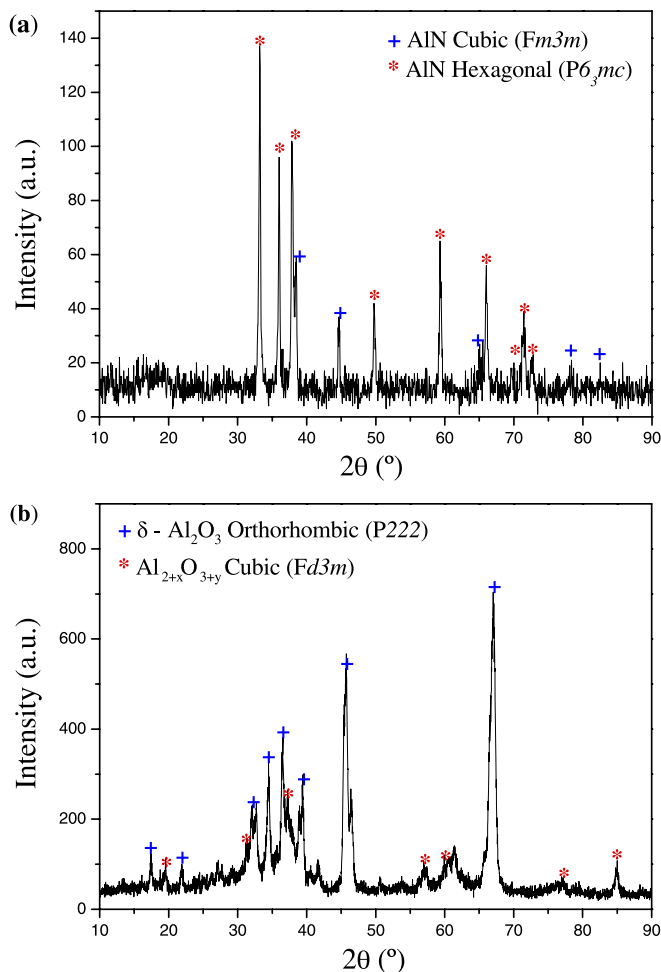 (a)
140
120
100
80
60
40
20
0
Intensity (a.u.)
+ AlN Cubic (Fm3m)
* AlN Hexagonal (P6₃mc)
10 20 30 40 50 60 70 80 90
2θ (º)
(b)
800
600
400
200
0
Intensity (a.u.)
+ δ - Al₂O₃ Orthorhombic (P222)
* Al₂₊ₓO₃₊ᵧ Cubic (Fd3m)
10 20 30 40 50 60 70 80 90
2θ (º)